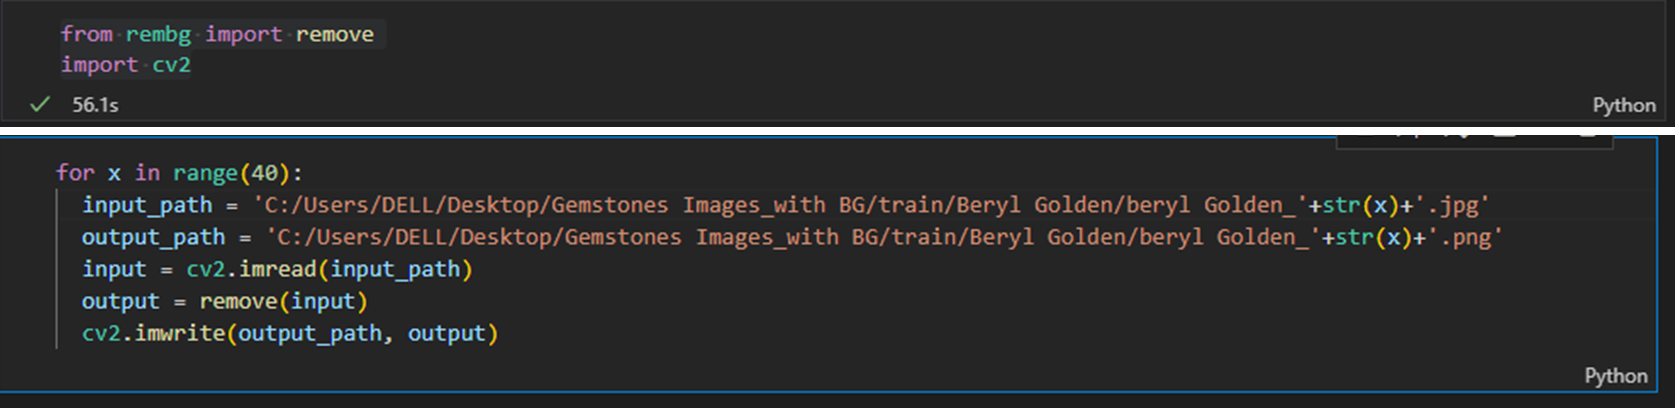 from rembg import remove
import cv2
56.1s
Python
for x in range(40):
input_path = 'C:/Users/DELL/Desktop/Gemstones Images_with BG/train/Beryl Golden/beryl Golden_'+str(x)+'.jpg'
output_path = 'C:/Users/DELL/Desktop/Gemstones Images_with BG/train/Beryl Golden/beryl Golden_'+str(x)+'.png'
input = cv2.imread(input_path)
output = remove(input)
cv2.imwrite(output_path, output)
Python